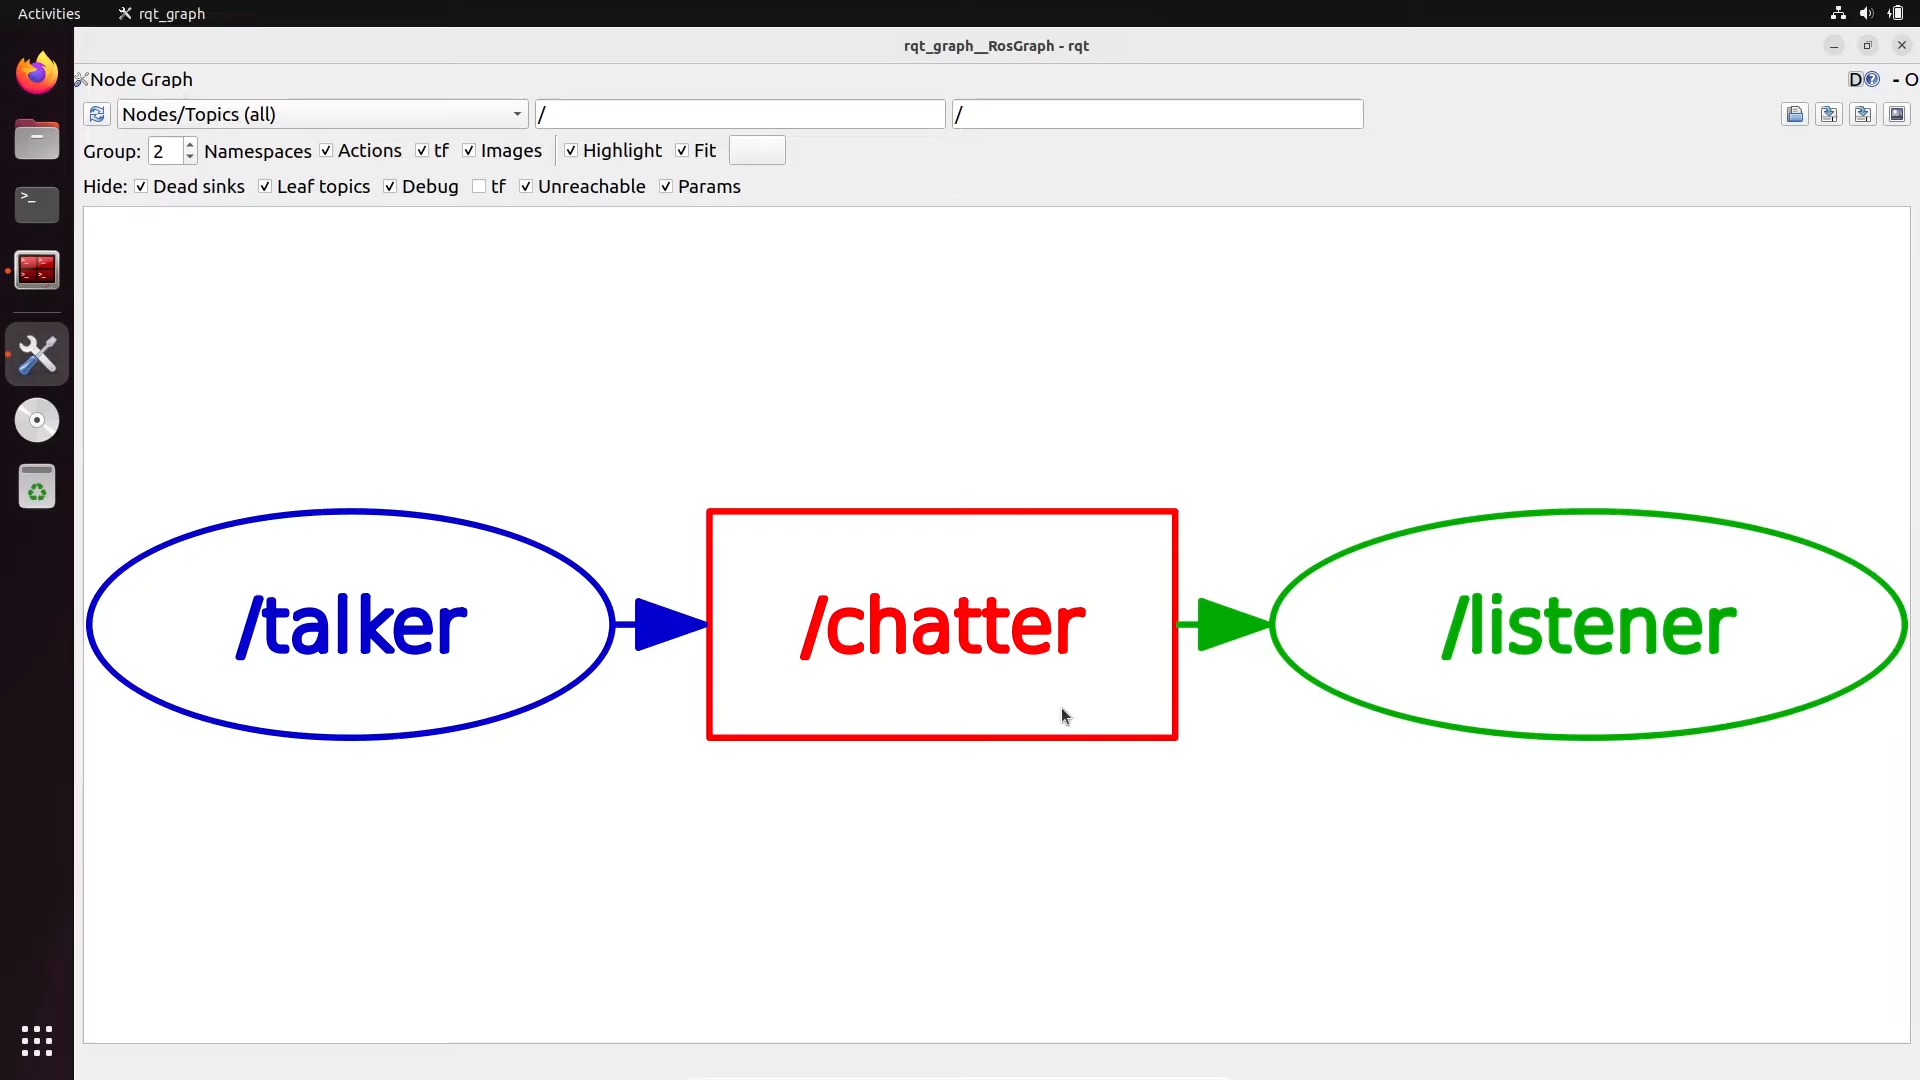 Activities rqt_graph
rqt_graph__RosGraph - rqt
Node Graph D - O
Nodes/Topics (all) / /
Group: 2 Namespaces Actions tf Images Highlight Fit
Hide: Dead sinks Leaf topics Debug tf Unreachable Params
/talker /chatter /listener